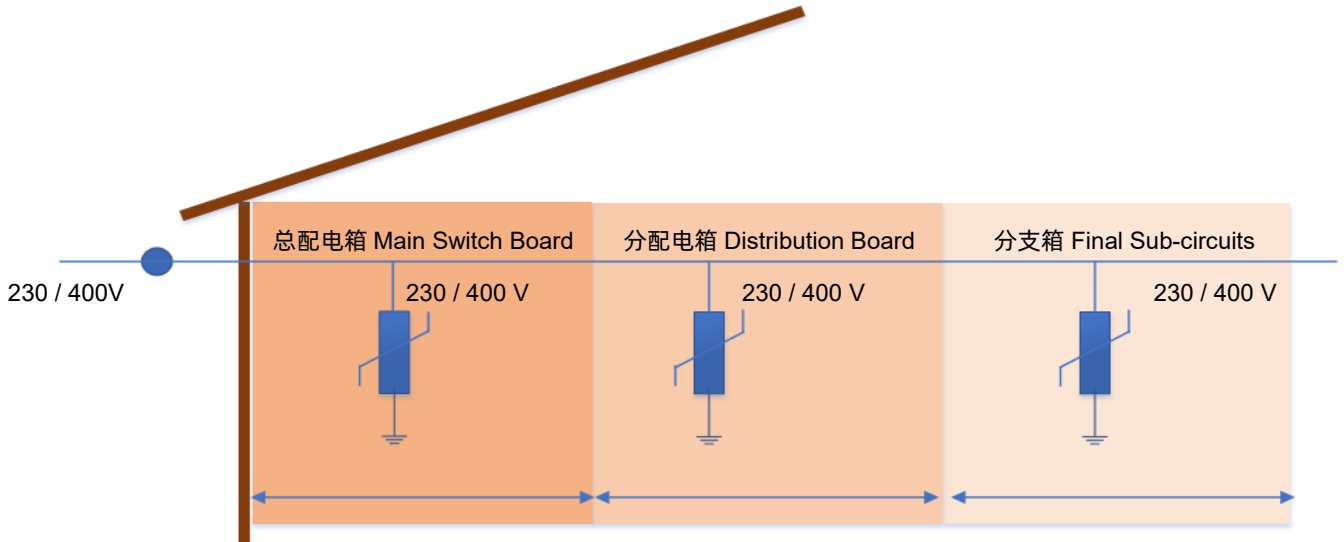 总配电箱 Main Switch Board
分配电箱 Distribution Board
分支箱 Final Sub-circuits
230 / 400V
230 / 400 V
230 / 400 V
230 / 400 V